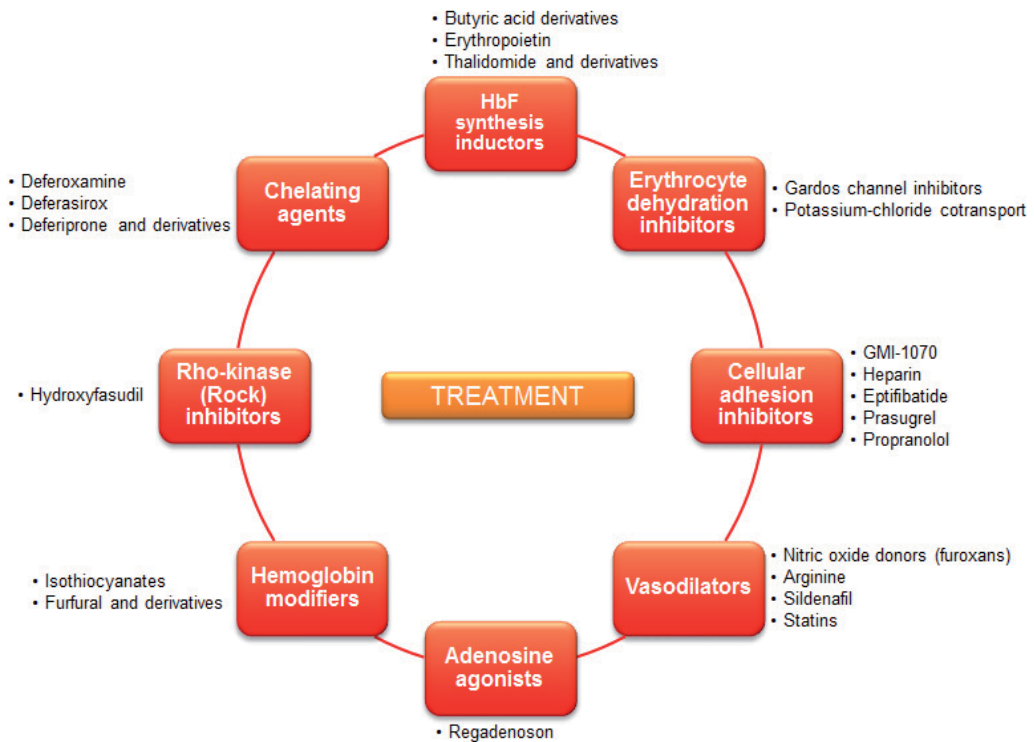 • Butyric acid derivatives
• Erythropoietin
• Thalidomide and derivatives
HbF
synthesis
inductors
Erythrocyte
dehydration
inhibitors
• Gardos channel inhibitors
• Potassium-chloride cotransport
Cellular
adhesion
inhibitors
• GMI-1070
• Heparin
• Eptifibatide
• Prasugrel
• Propranolol
Vasodilators
• Nitric oxide donors (furoxans)
• Arginine
• Sildenafil
• Statins
Adenosine
agonists
• Regadenoson
Hemoglobin
modifiers
• Isothiocyanates
• Furfural and derivatives
Rho-kinase
(Rock)
inhibitors
• Hydroxyfasudil
Chelating
agents
• Deferoxamine
• Deferasirox
• Deferiprone and derivatives
TREATMENT